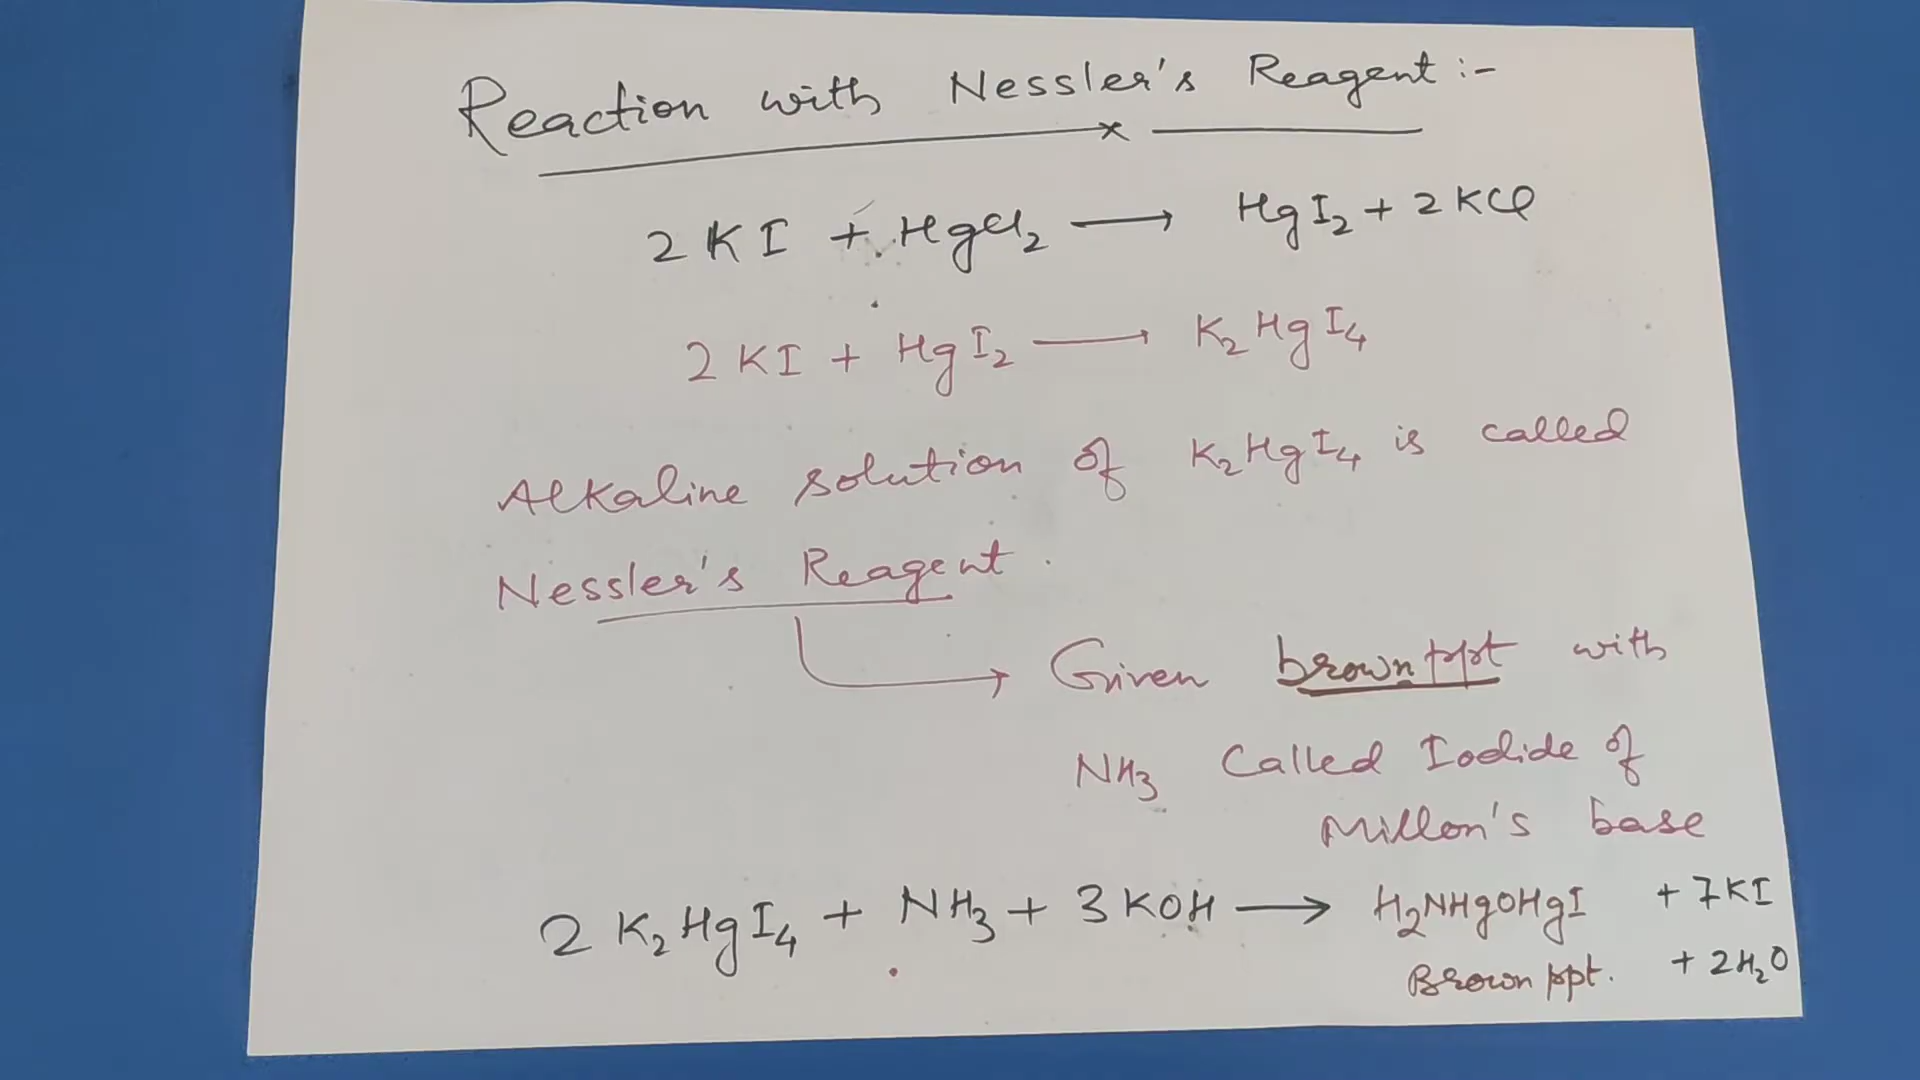 Reaction with Nessler's Reagent :-
2 KI + HgCl2 ⟶ HgI2 + 2 KCl
2 KI + HgI2 ⟶ K2HgI4
Alkaline solution of K2HgI4 is called
Nessler's Reagent.
→ Given brown ppt with
NH3 Called Iodide of
Millon's base
2 K2HgI4 + NH3 + 3 KOH ⟶ H2NHgOHgI + 7KI
Brown ppt. + 2H2O